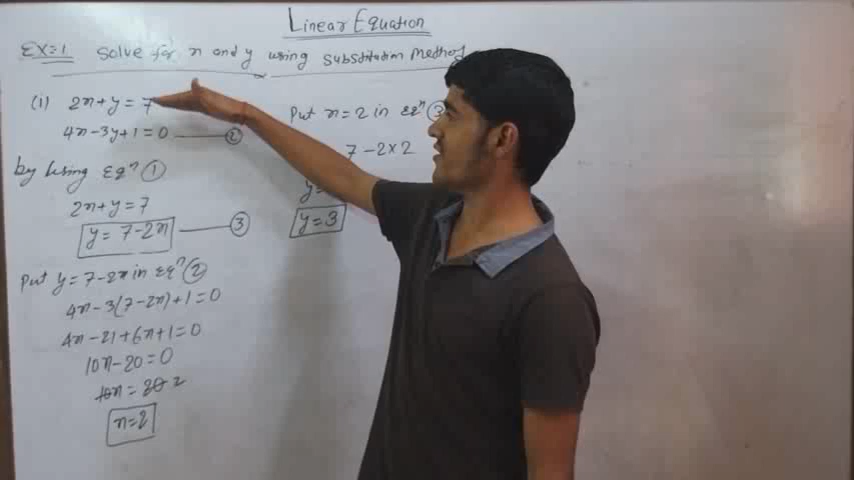 Linear Equation
Ex=1 Solve for x and y using Substitution Method
(1) 2x+y=7
4x-3y+1=0 ②
by using Eqⁿ ①
2x+y=7
y=7-2x ③
Put y=7-2x in Eqⁿ ②
4x-3(7-2x)+1=0
4x-21+6x+1=0
10x-20=0
10x=20 2
x=2
Put x=2 in Eqⁿ ③
7-2×2
y=
y=3